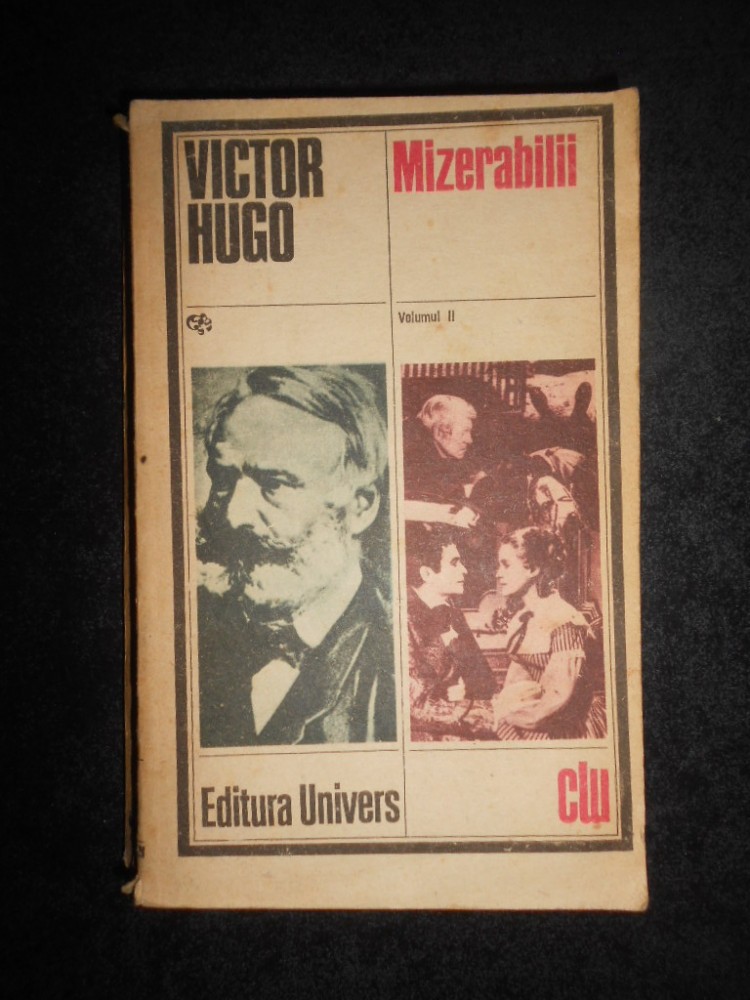 VICTOR
HUGO
Mizerabilii
Volumul II
Editura Univers
clu